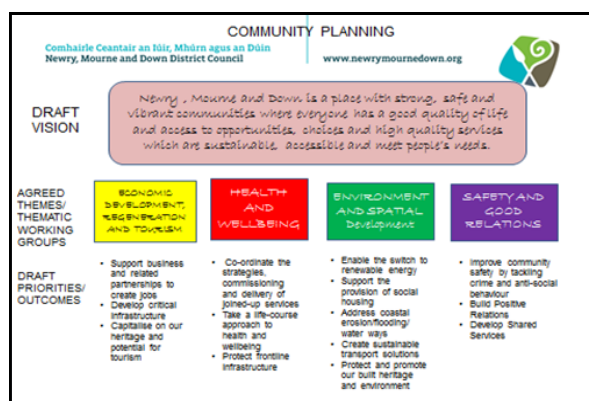 COMMUNITY PLANNING
Comhairle Ceantair an Iúir, Mhúrn agus an Dúin
Newry, Mourne and Down District Council
www.newrymournedown.org
DRAFT
VISION
Newry , Mourne and Down is a place with strong, safe and
vibrant communities where everyone has a good quality of life
and access to opportunities, choices and high quality services
which are sustainable, accessible and meet people's needs.
AGREED
THEMES/
THEMATIC
WORKING
GROUPS
ECONOMIC
DEVELOPMENT,
REGENERATION
AND TOURISM
HEALTH
AND
WELLBEING
ENVIRONMENT
AND SPATIAL
Development
SAFETY AND
GOOD
RELATIONS
DRAFT
PRIORITIES/
OUTCOMES
• Support business
and related
partnerships to
create jobs
• Develop critical
infrastructure
• Capitalise on our
heritage and
potential for
tourism
• Co-ordinate the
strategies,
commissioning
and delivery of
joined-up services
• Take a life-course
approach to
health and
wellbeing
• Protect frontline
infrastructure
• Enable the switch to
renewable energy
• Support the
provision of social
housing
• Address coastal
erosion/flooding/
water ways
• Create sustainable
transport solutions
• Protect and promote
our built heritage
and environment
• Improve community
safety by tackling
crime and anti-social
behaviour
• Build Positive
Relations
• Develop Shared
Services